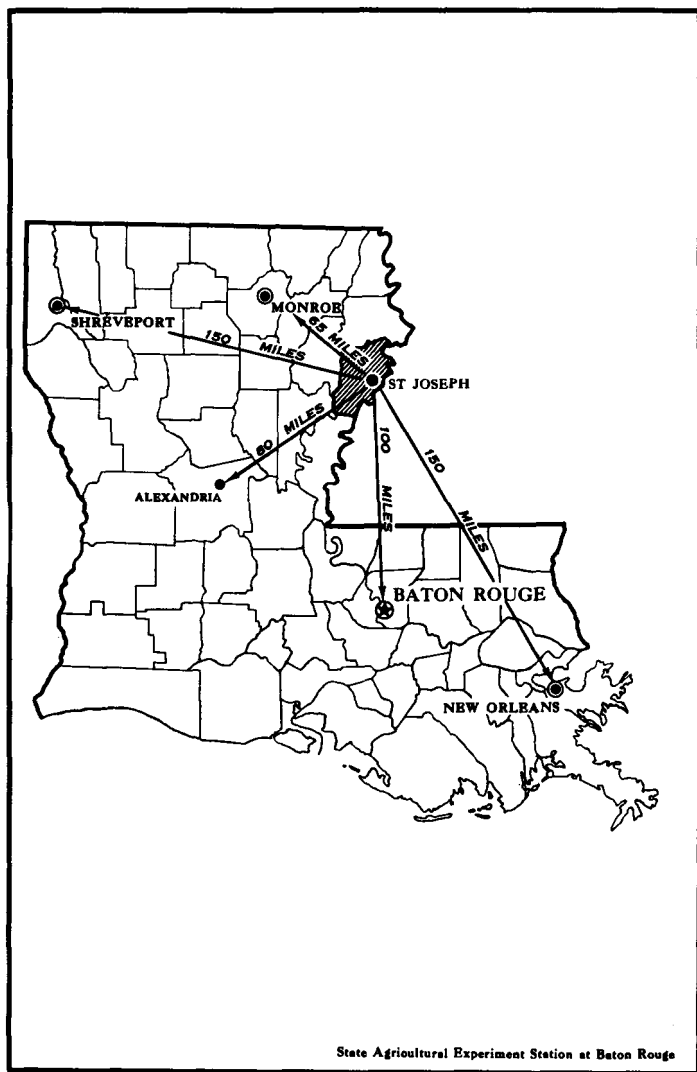 MONROE
SHREVEPORT
65 MILES
150 MILES
ST JOSEPH
80 MILES
100 MILES
150 MILES
ALEXANDRIA
BATON ROUGE
NEW ORLEANS
State Agricultural Experiment Station at Baton Rouge